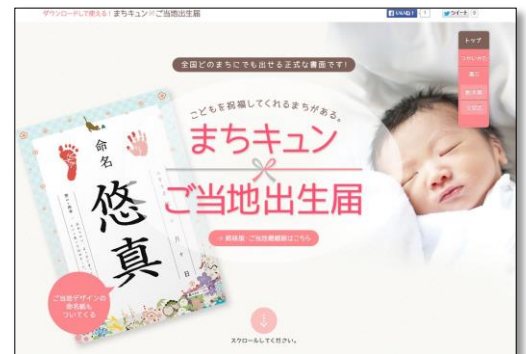 ダウンロードして使える！まちキュン♡ご当地出生届
いいね！
ツイート 0
トップ
全国どのまちにでも出せる正式な書面です！
こどもを祝福してくれるまちがある。
まちキュン
ご当地出生届
命名
悠真
月
日
ご当地デザインの
命名紙も
ついてくる
スクロールしてください。